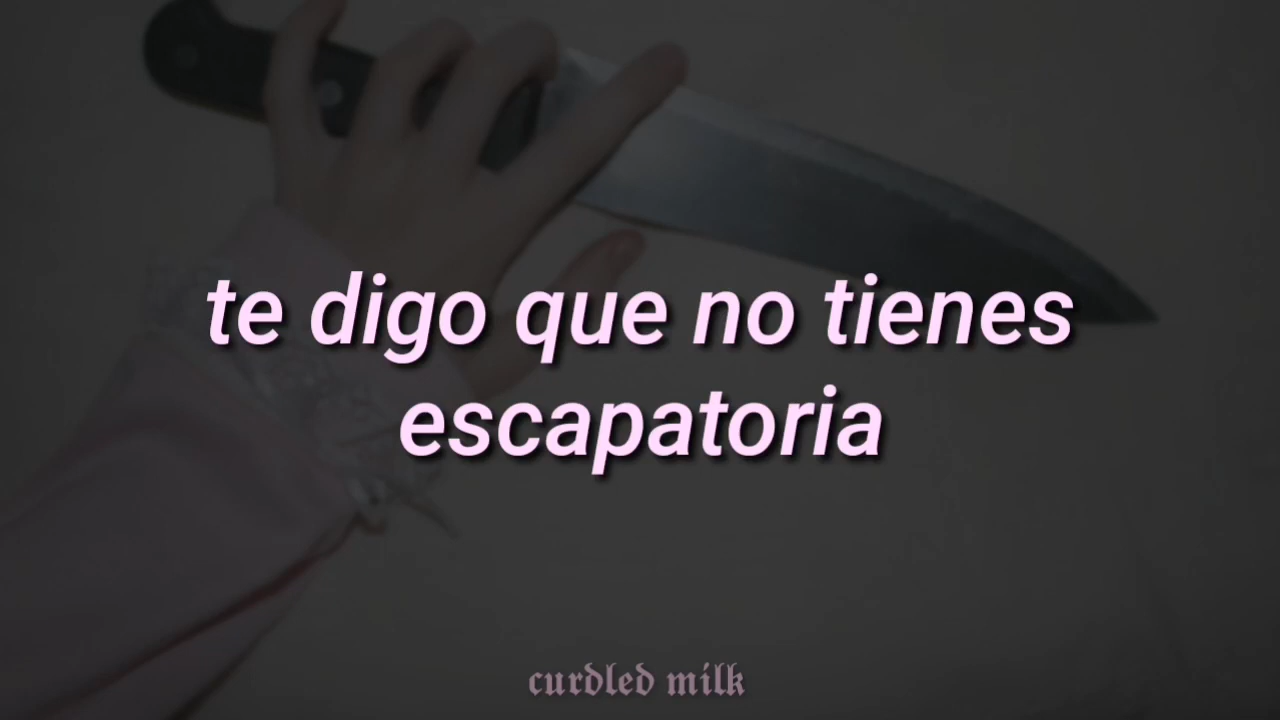 te digo que no tienes
escapatoria
curdled milk